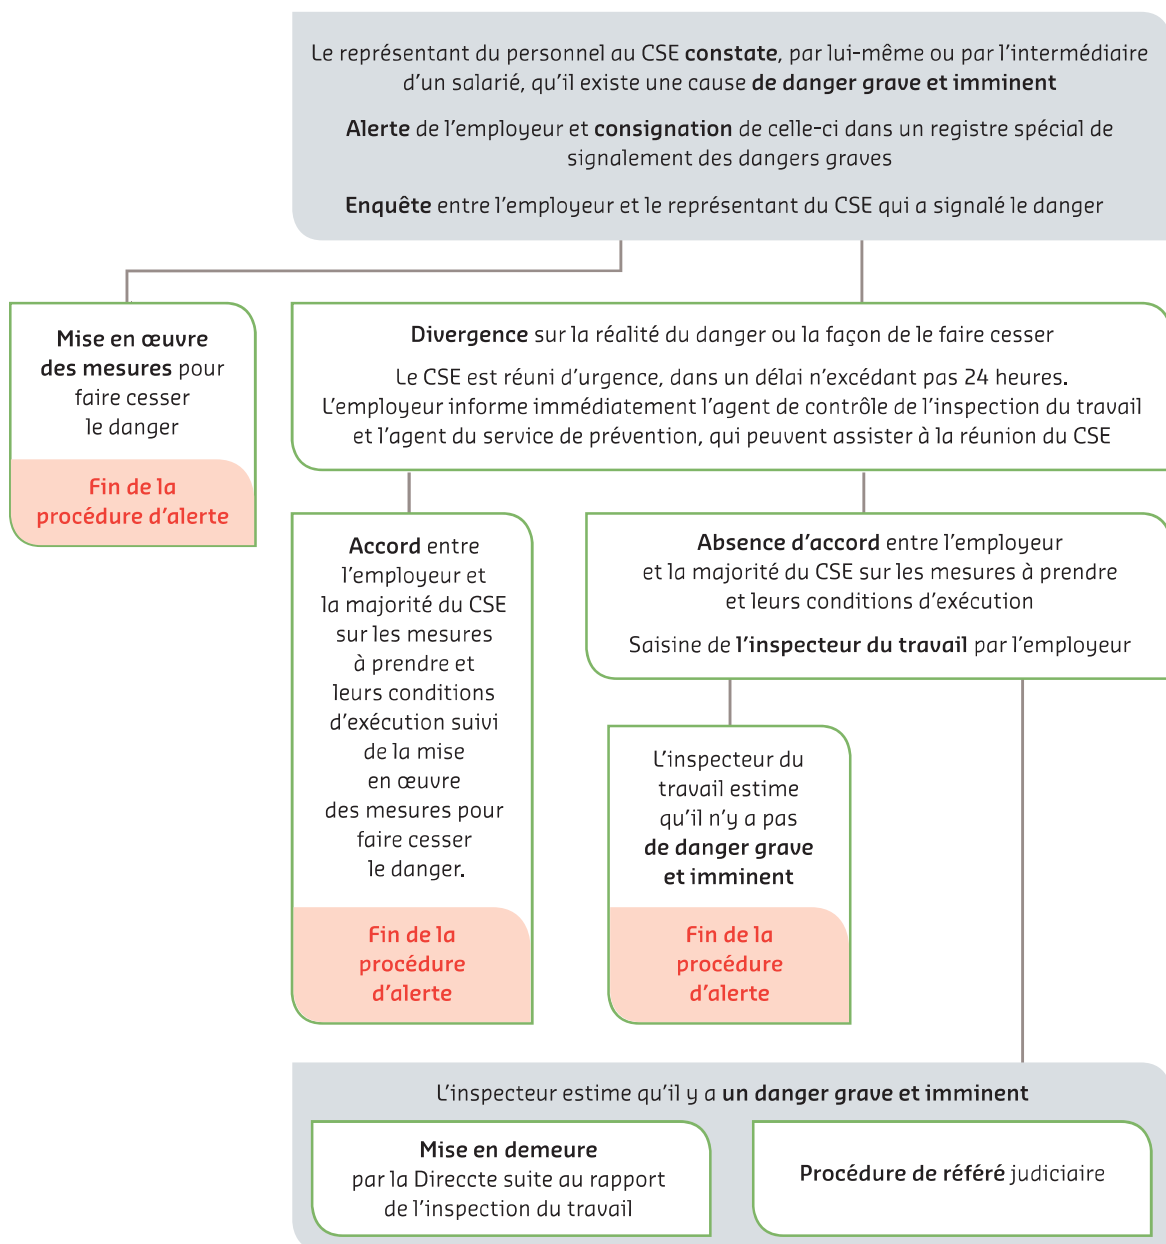 Le représentant du personnel au CSE constate, par lui-même ou par l'intermédiaire
d'un salarié, qu'il existe une cause de danger grave et imminent
Alerte de l'employeur et consignation de celle-ci dans un registre spécial de
signalement des dangers graves
Enquête entre l'employeur et le représentant du CSE qui a signalé le danger
Mise en œuvre
des mesures pour
faire cesser
le danger
Fin de la
procédure d'alerte
Divergence sur la réalité du danger ou la façon de le faire cesser
Le CSE est réuni d'urgence, dans un délai n'excédant pas 24 heures.
L'employeur informe immédiatement l'agent de contrôle de l'inspection du travail
et l'agent du service de prévention, qui peuvent assister à la réunion du CSE
Accord entre
l'employeur et
la majorité du CSE
sur les mesures
à prendre et
leurs conditions
d'exécution suivi
de la mise
en œuvre
des mesures pour
faire cesser
le danger.
Fin de la
procédure
d'alerte
Absence d'accord entre l'employeur
et la majorité du CSE sur les mesures à prendre
et leurs conditions d'exécution
Saisine de l'inspecteur du travail par l'employeur
L'inspecteur du
travail estime
qu'il n'y a pas
de danger grave
et imminent
Fin de la
procédure
d'alerte
L'inspecteur estime qu'il y a un danger grave et imminent
Mise en demeure
par la Direccte suite au rapport
de l'inspection du travail
Procédure de référé judiciaire